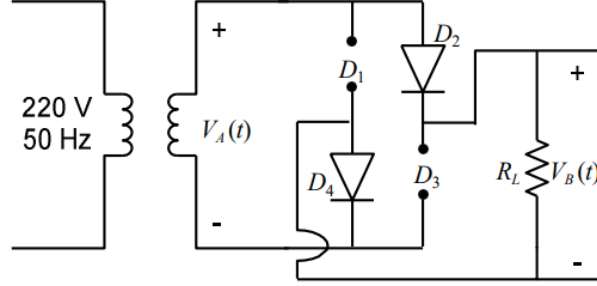 220 V
50 Hz
+
V_A(t)
-
D_1
D_2
D_4
D_3
R_L
+
V_B(t)
-